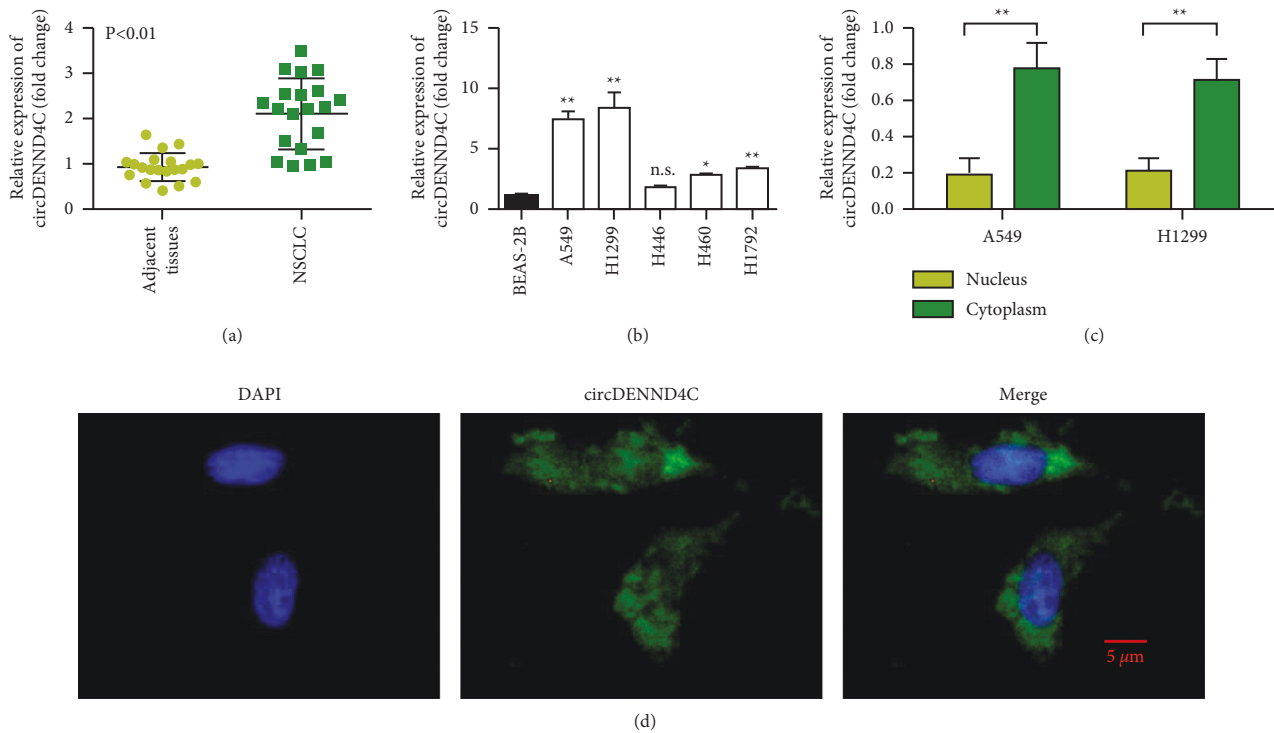 Relative expression of
circDENND4C (fold change)
4
3
2
1
0
P<0.01
Adjacent
tissues
NSCLC
(a)
Relative expression of
circDENND4C (fold change)
15
10
5
0
**
**
n.s.
*
**
BEAS-2B
A549
H1299
H446
H460
H1792
(b)
Relative expression of
circDENND4C (fold change)
1.0
0.8
0.6
0.4
0.2
0.0
**
**
A549
H1299
Nucleus
Cytoplasm
(c)
DAPI
circDENND4C
Merge
5 μm
(d)